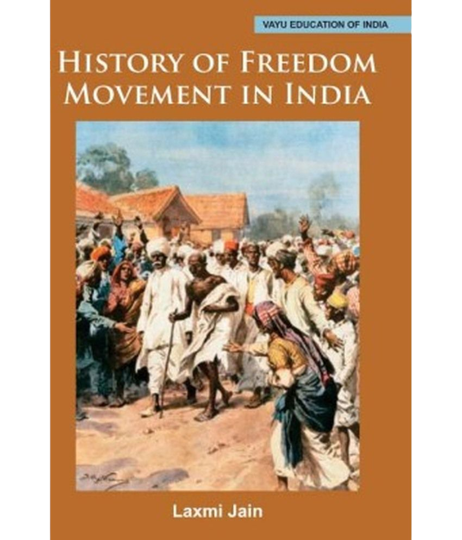 VAYU EDUCATION OF INDIA
HISTORY OF FREEDOM
MOVEMENT IN INDIA
Laxmi Jain